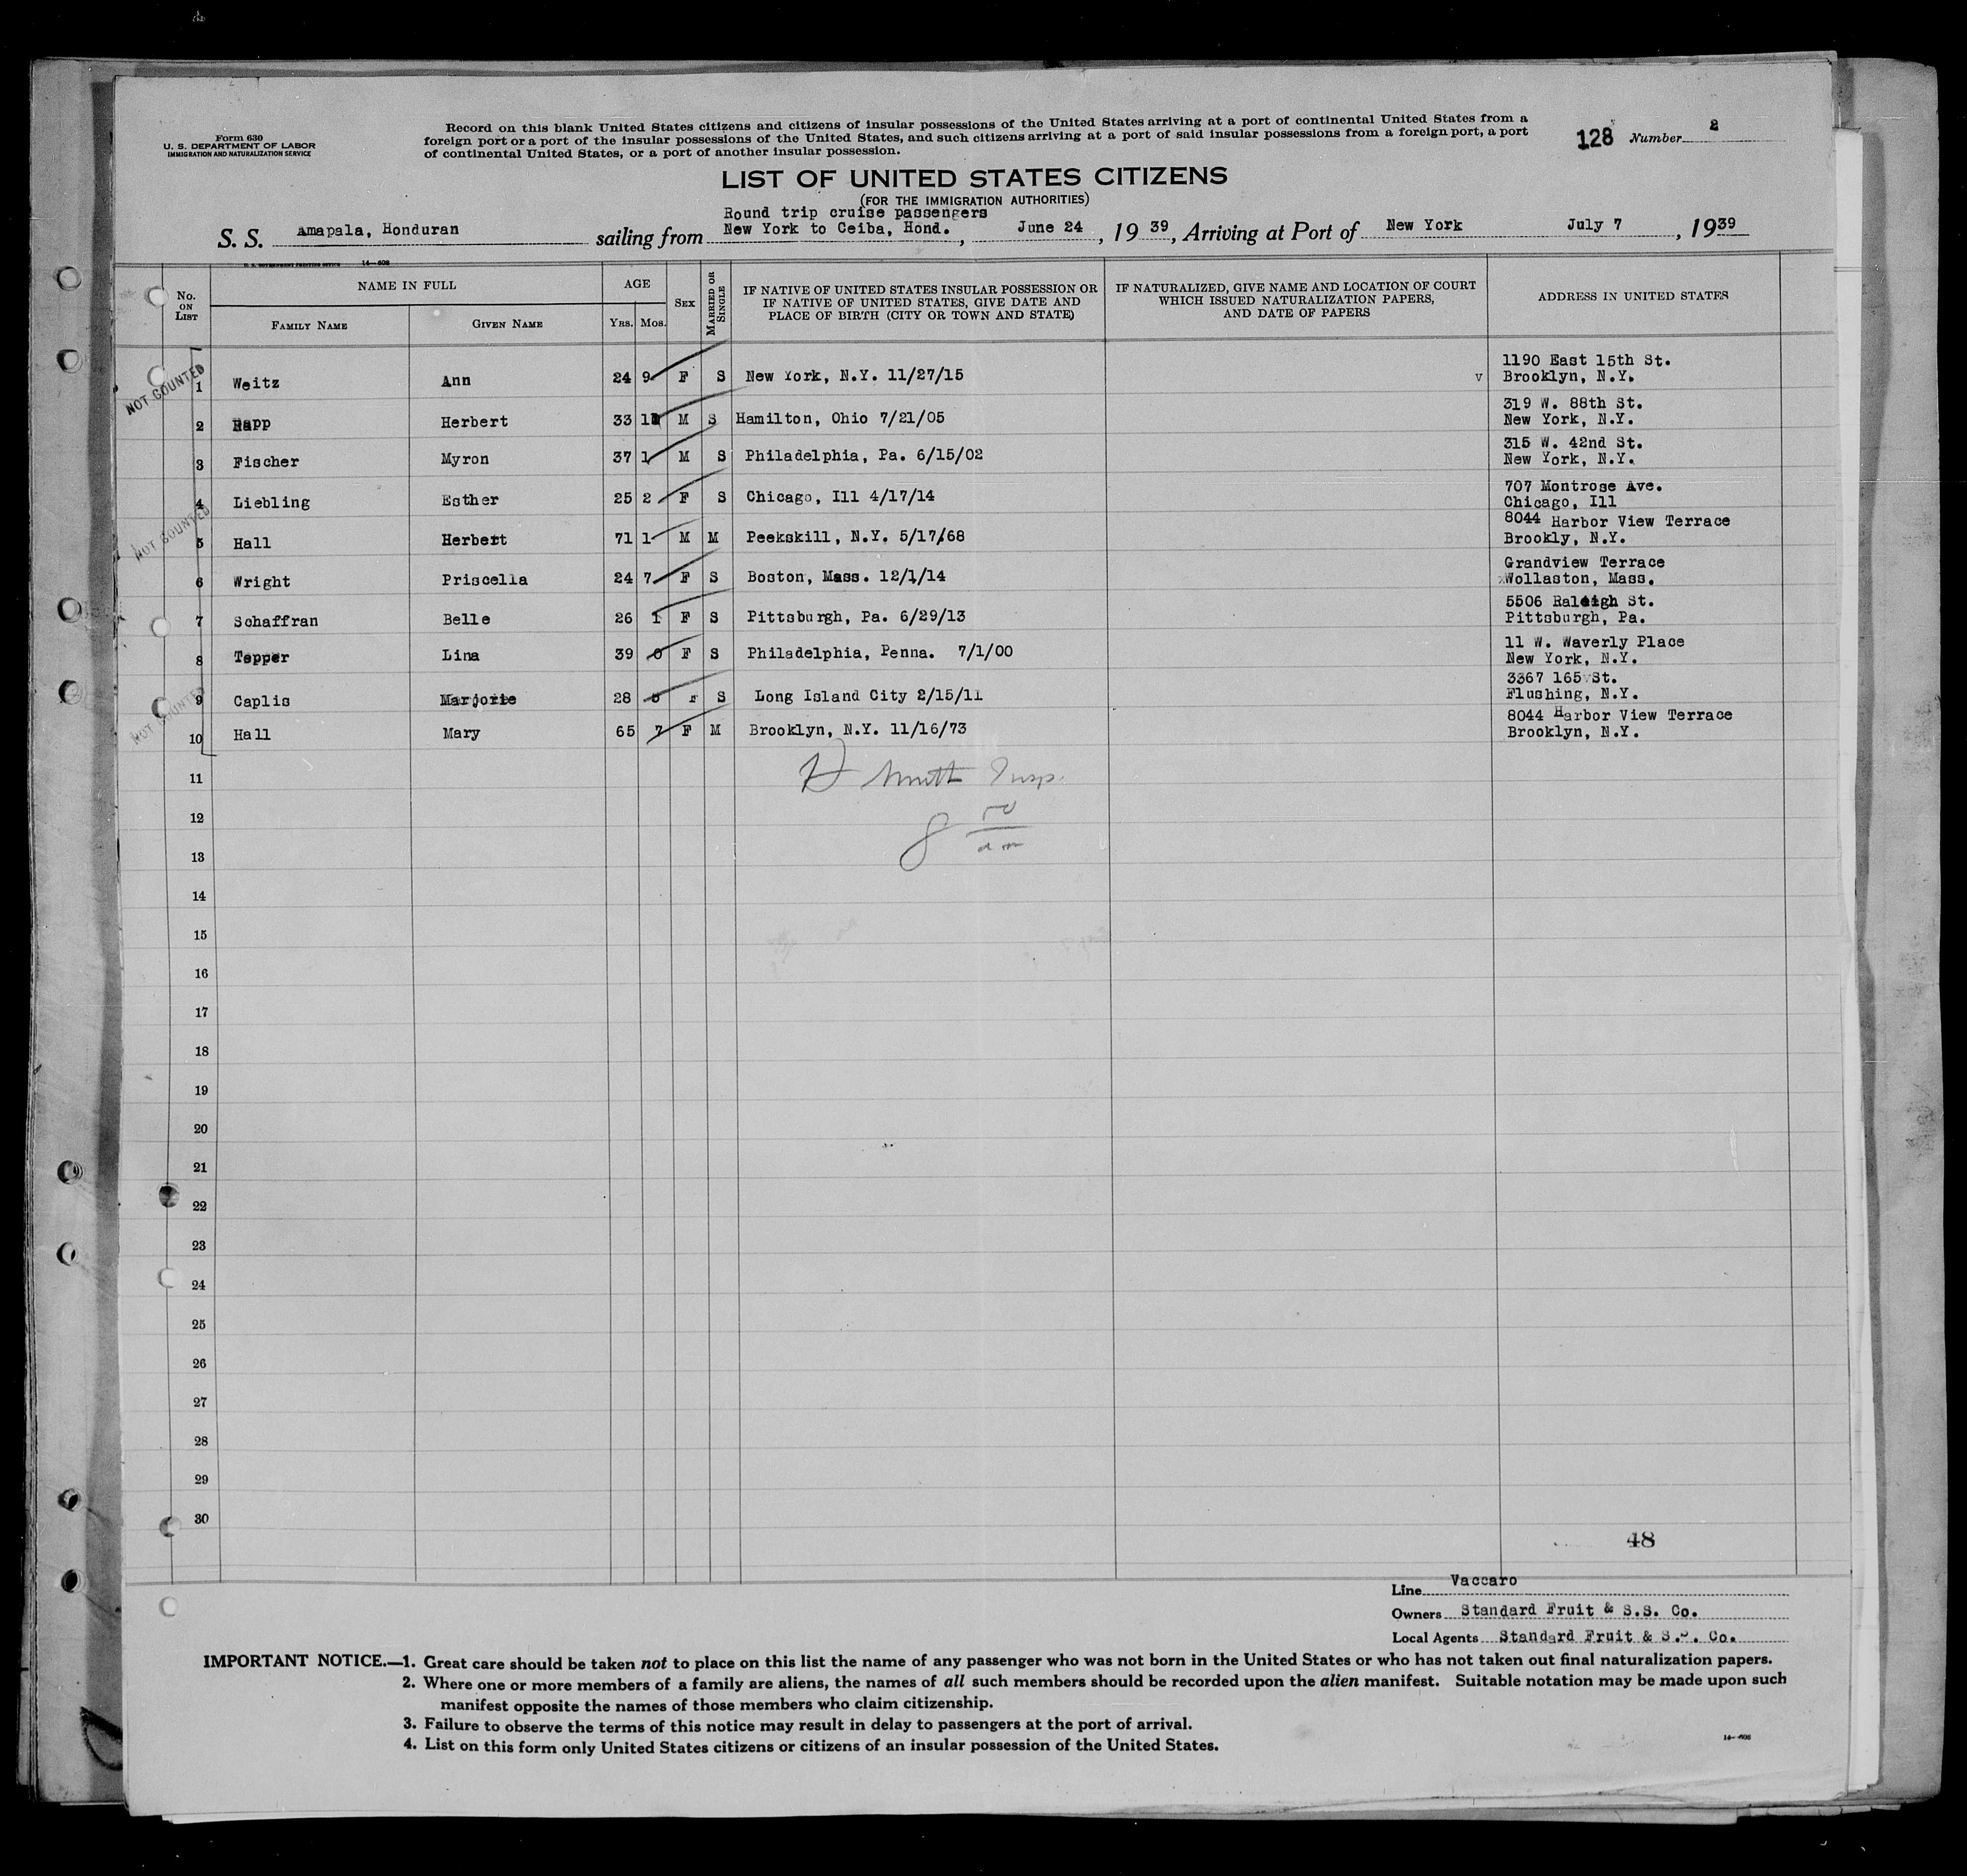 Form 630
U. S. DEPARTMENT OF LABOR
IMMIGRATION AND NATURALIZATION SERVICE
Record on this blank United States citizens and citizens of insular possessions of the United States arriving at a port of continental United States from a
foreign port or a port of the insular possessions of the United States, and such citizens arriving at a port of said insular possessions from a foreign port, a port
of continental United States, or a port of another insular possession.
128 Number 2
LIST OF UNITED STATES CITIZENS
(FOR THE IMMIGRATION AUTHORITIES)
Round trip cruise passengers
S. S. Amapala, Honduran sailing from New York to Ceiba, Hond., June 24, 1939, Arriving at Port of New York July 7, 1939
U. S. GOVERNMENT PRINTING OFFICE 14—608
No. ON LIST NAME IN FULL AGE SEX MARRIED OR SINGLE IF NATIVE OF UNITED STATES INSULAR POSSESSION OR IF NATIVE OF UNITED STATES, GIVE DATE AND PLACE OF BIRTH (CITY OR TOWN AND STATE) IF NATURALIZED, GIVE NAME AND LOCATION OF COURT WHICH ISSUED NATURALIZATION PAPERS, AND DATE OF PAPERS ADDRESS IN UNITED STATES
FAMILY NAME GIVEN NAME YRS. MOS.
NOT COUNTED
1 Weitz Ann 24 9 F S New York, N.Y. 11/27/15 v 1190 East 15th St.
Brooklyn, N.Y.
2 Rapp Herbert 33 11 M S Hamilton, Ohio 7/21/05 319 W. 88th St.
New York, N.Y.
3 Fischer Myron 37 1 M S Philadelphia, Pa. 6/15/02 315 W. 42nd St.
New York, N.Y.
4 Liebling Esther 25 2 F S Chicago, Ill 4/17/14 707 Montrose Ave.
Chicago, Ill
NOT COUNTED
5 Hall Herbert 71 1 M M Peekskill, N.Y. 5/17/68 8044 Harbor View Terrace
Brookly, N.Y.
6 Wright Priscella 24 7 F S Boston, Mass. 12/1/14 Grandview Terrace
Wollaston, Mass.
7 Schaffran Belle 26 1 F S Pittsburgh, Pa. 6/29/13 5506 Raleigh St.
Pittsburgh, Pa.
8 Tepper Lina 39 0 F S Philadelphia, Penna. 7/1/00 11 W. Waverly Place
New York, N.Y.
NOT COUNTED
9 Caplis Marjorie 28 5 F S Long Island City 2/15/11 3367 165 St.
Flushing, N.Y.
10 Hall Mary 65 7 F M Brooklyn, N.Y. 11/16/73 8044 Harbor View Terrace
Brooklyn, N.Y.
11
Insp.
12
8
13
14
15
16
17
18
19
20
21
22
23
24
25
26
27
28
29
30
48
Line Vaccaro
Owners Standard Fruit & S.S. Co.
Local Agents Standard Fruit & S.S. Co.
IMPORTANT NOTICE.—1. Great care should be taken not to place on this list the name of any passenger who was not born in the United States or who has not taken out final naturalization papers.
2. Where one or more members of a family are aliens, the names of all such members should be recorded upon the alien manifest. Suitable notation may be made upon such
manifest opposite the names of those members who claim citizenship.
3. Failure to observe the terms of this notice may result in delay to passengers at the port of arrival.
4. List on this form only United States citizens or citizens of an insular possession of the United States.
14—608